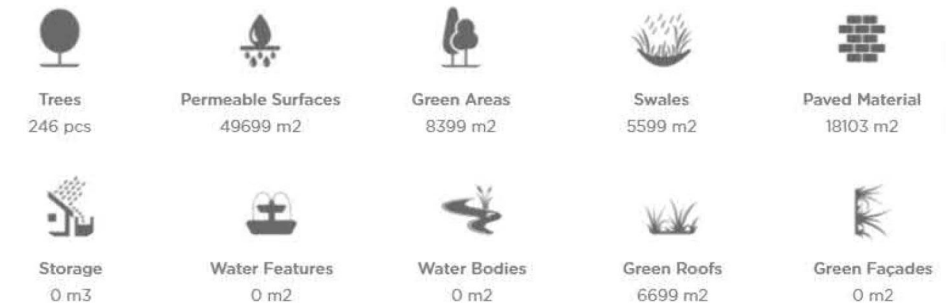 Trees Permeable Surfaces Green Areas Swales Paved Material
246 pcs 49699 m2 8399 m2 5599 m2 18103 m2
Storage Water Features Water Bodies Green Roofs Green Façades
0 m3 0 m2 0 m2 6699 m2 0 m2